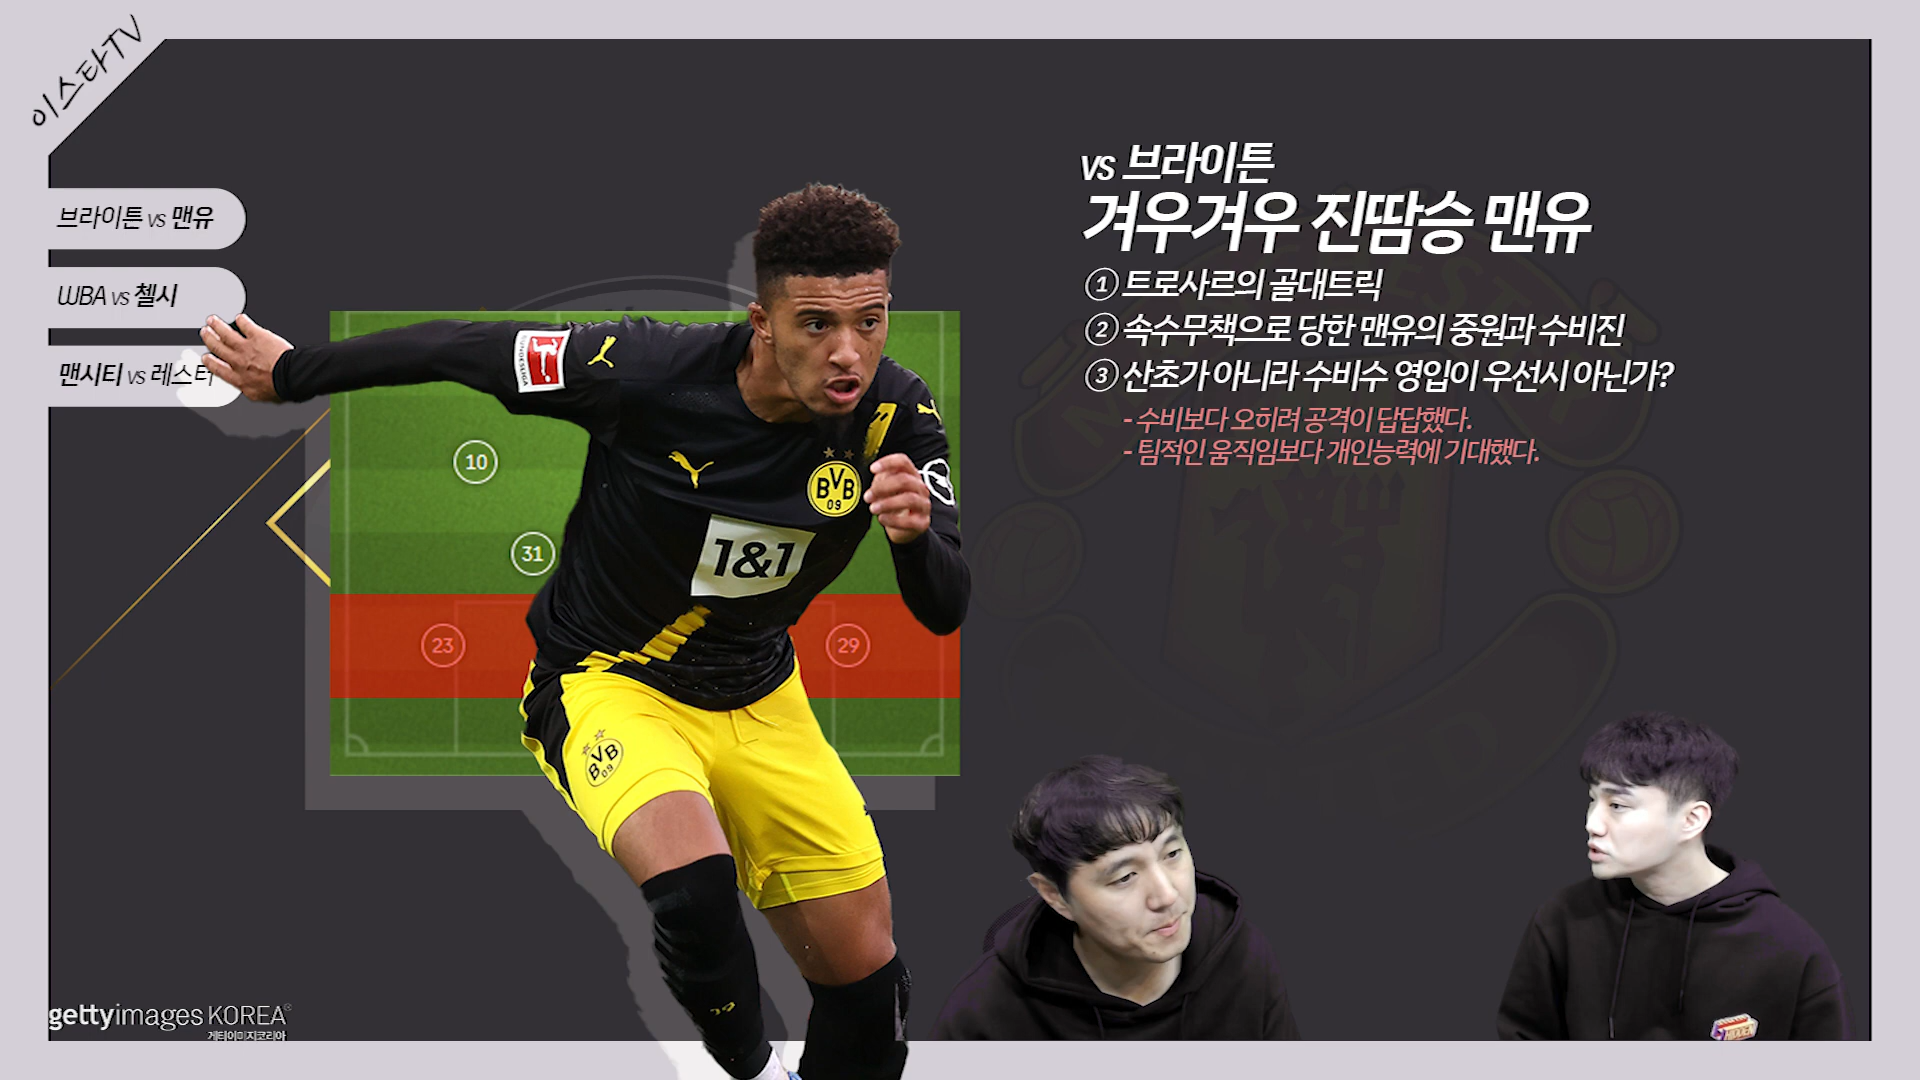 이스타TV
브라이튼 vs 맨유
WBA vs 첼시
맨시티 vs 레스터
vs 브라이튼
겨우겨우 진땀승 맨유
① 트로사르의 골대트릭
② 속수무책으로 당한 맨유의 중원과 수비진
③ 산초가 아니라 수비수 영입이 우선시 아닌가?
- 수비보다 오히려 공격이 답답했다.
- 팀적인 움직임보다 개인능력에 기대했다.
10
31
23
29
BUNDESLIGA
BVB
09
1&1
BVB
09
gettyimages KOREA
게티이미지코리아